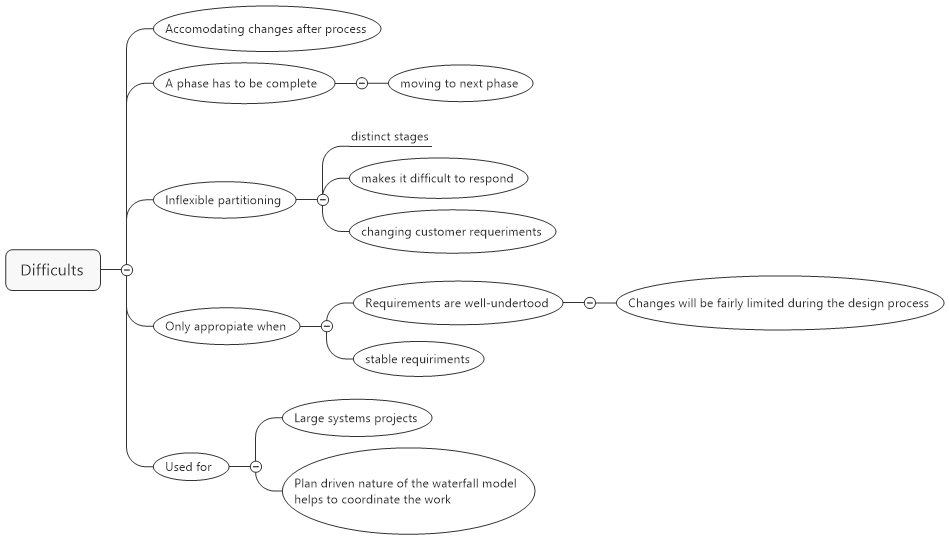 Accomodating changes after process
A phase has to be complete
moving to next phase
distinct stages
Inflexible partitioning
makes it difficult to respond
changing customer requeriments
Difficults
Requirements are well-undertood
Changes will be fairly limited during the design process
Only appropiate when
stable requiriments
Large systems projects
Used for
Plan driven nature of the waterfall model
helps to coordinate the work